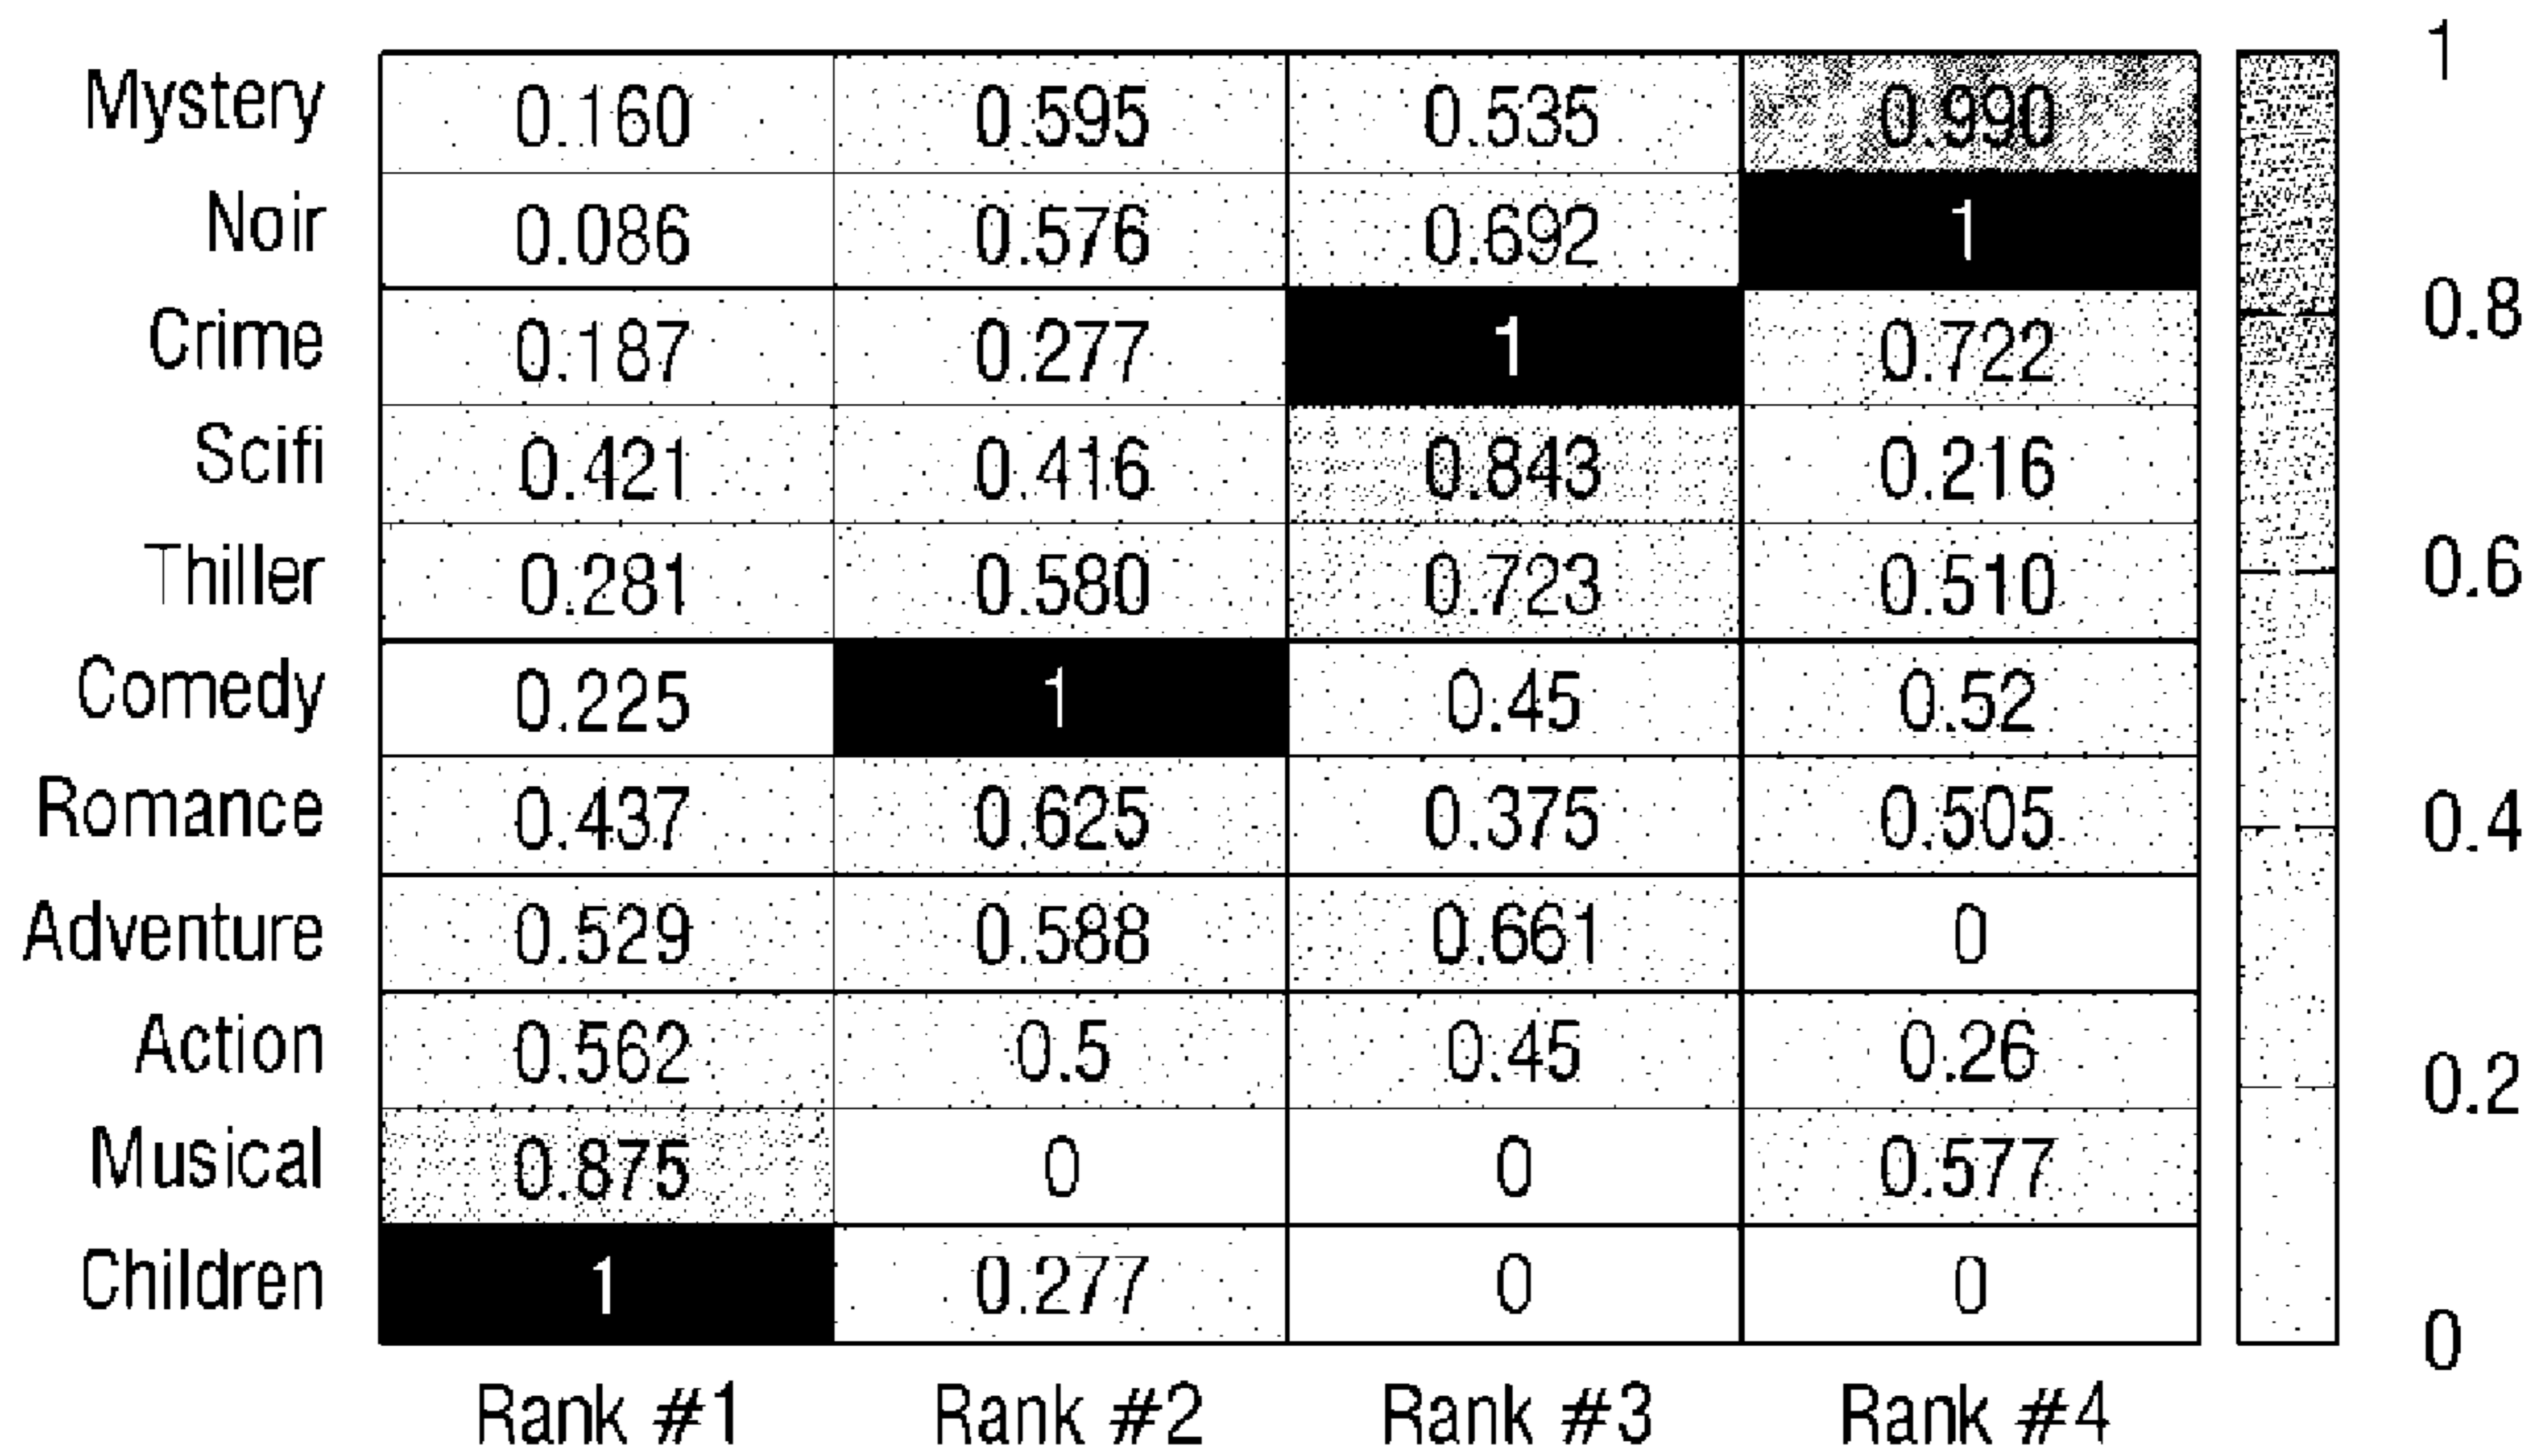 1
Mystery 0.160 0.595 0.535 0.990
Noir 0.086 0.576 0.692 1
0.8
Crime 0.187 0.277 1 0.722
Scifi 0.421 0.416 0.843 0.216
Thiller 0.281 0.580 0.723 0.510
0.6
Comedy 0.225 1 0.45 0.52
Romance 0.437 0.625 0.375 0.505
0.4
Adventure 0.529 0.588 0.661 0
Action 0.562 0.5 0.45 0.26
0.2
Musical 0.875 0 0 0.577
Children 1 0.277 0 0
0
Rank #1 Rank #2 Rank #3 Rank #4